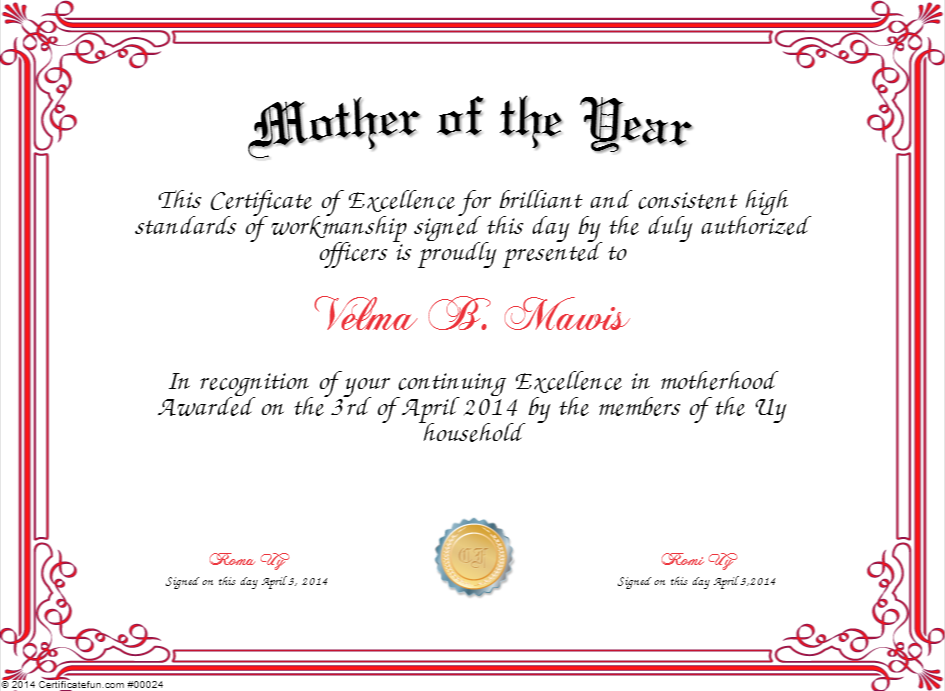 Mother of the Year
This Certificate of Excellence for brilliant and consistent high
standards of workmanship signed this day by the duly authorized
officers is proudly presented to
Velma B. Mawis
In recognition of your continuing Excellence in motherhood
Awarded on the 3rd of April 2014 by the members of the Uy
household
Roma Uy
Signed on this day April 3, 2014
Romi Uy
Signed on this day April 3,2014
© 2014 Certificatefun.com #00024